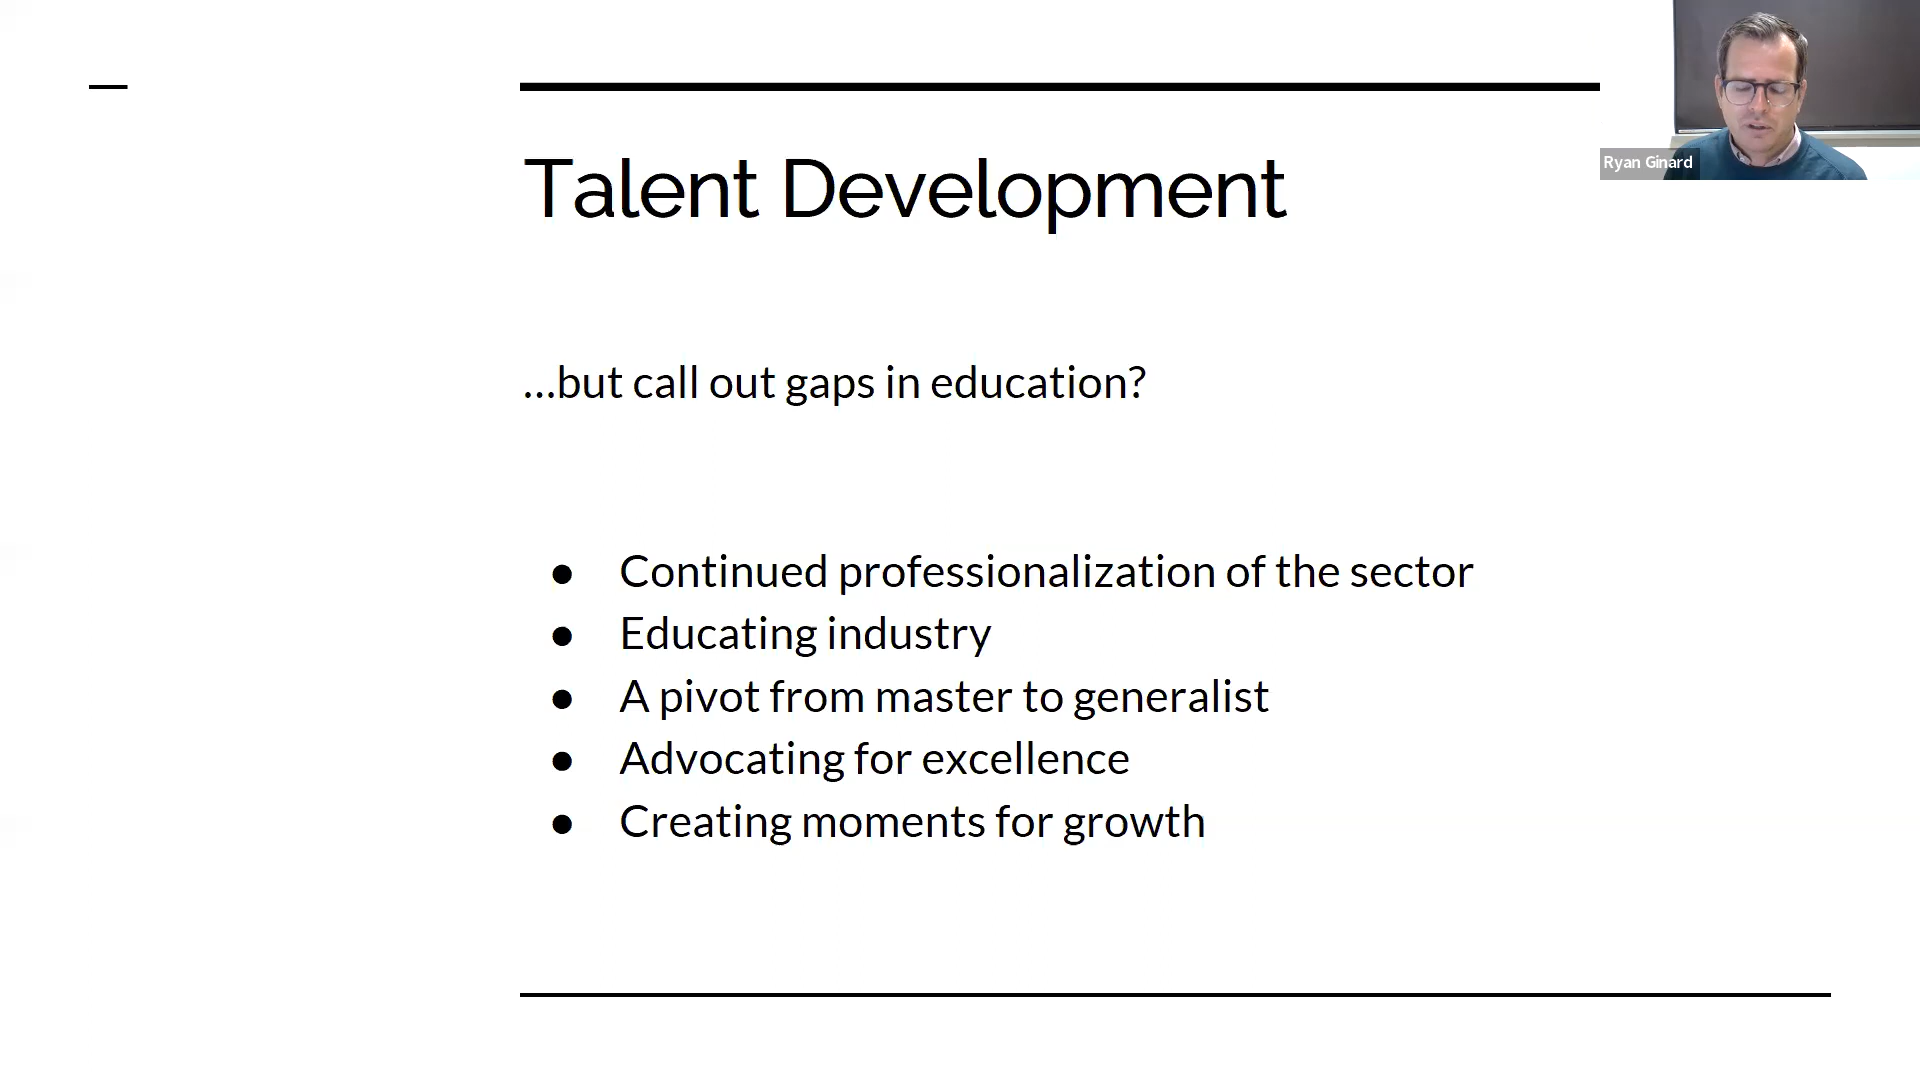 Ryan Ginard
Talent Development
...but call out gaps in education?
● Continued professionalization of the sector
● Educating industry
● A pivot from master to generalist
● Advocating for excellence
● Creating moments for growth